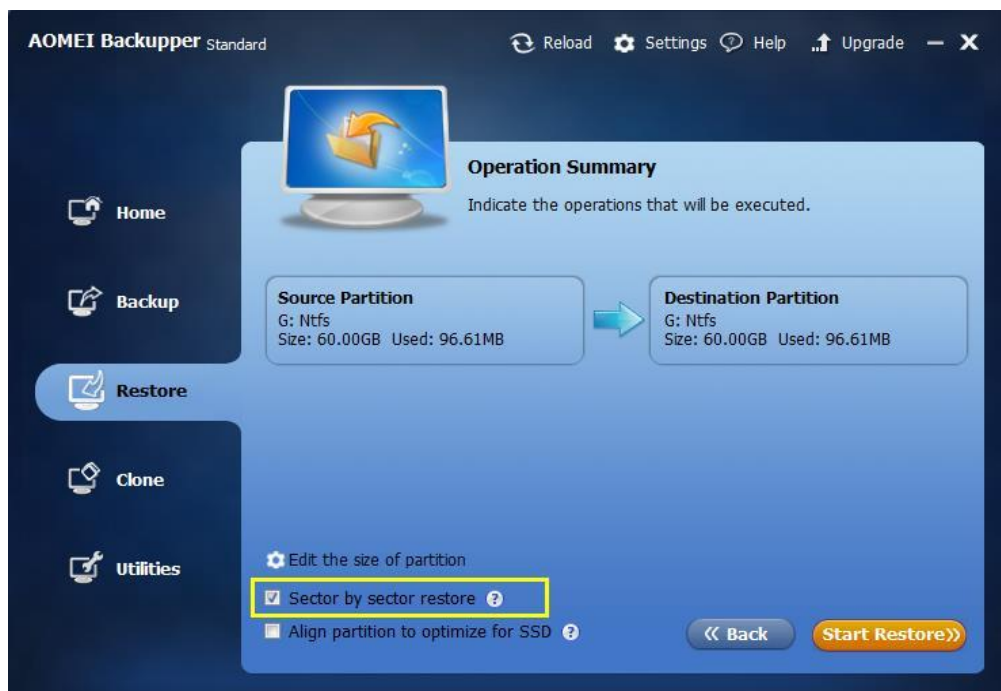 AOMEI Backupper Standard
Reload Settings Help Upgrade
Operation Summary
Indicate the operations that will be executed.
Home
Backup
Restore
Clone
Utilities
Source Partition
G: Ntfs
Size: 60.00GB Used: 96.61MB
Destination Partition
G: Ntfs
Size: 60.00GB Used: 96.61MB
Edit the size of partition
Sector by sector restore ?
Align partition to optimize for SSD ?
« Back
Start Restore»